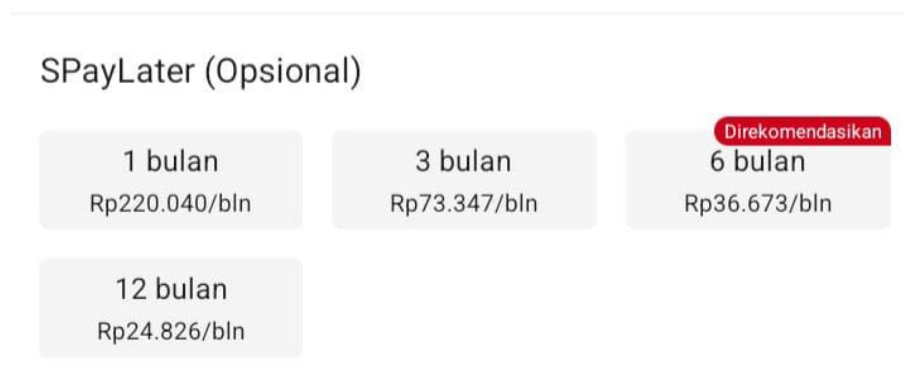 SPayLater (Opsional)
1 bulan
Rp220.040/bln
3 bulan
Rp73.347/bln
Direkomendasikan
6 bulan
Rp36.673/bln
12 bulan
Rp24.826/bln